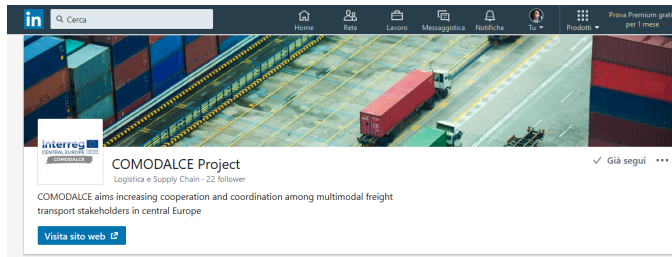 in
Cerca
Home
Rete
Lavoro
Messaggistica
Notifiche
Tu
Prodotti
Prova Premium grati
per 1 mese
Interreg
CENTRAL EUROPE
COMODALCE
COMODALCE Project
Logistica e Supply Chain · 22 follower
Già segui
COMODALCE aims increasing cooperation and coordination among multimodal freight
transport stakeholders in central Europe
Visita sito web